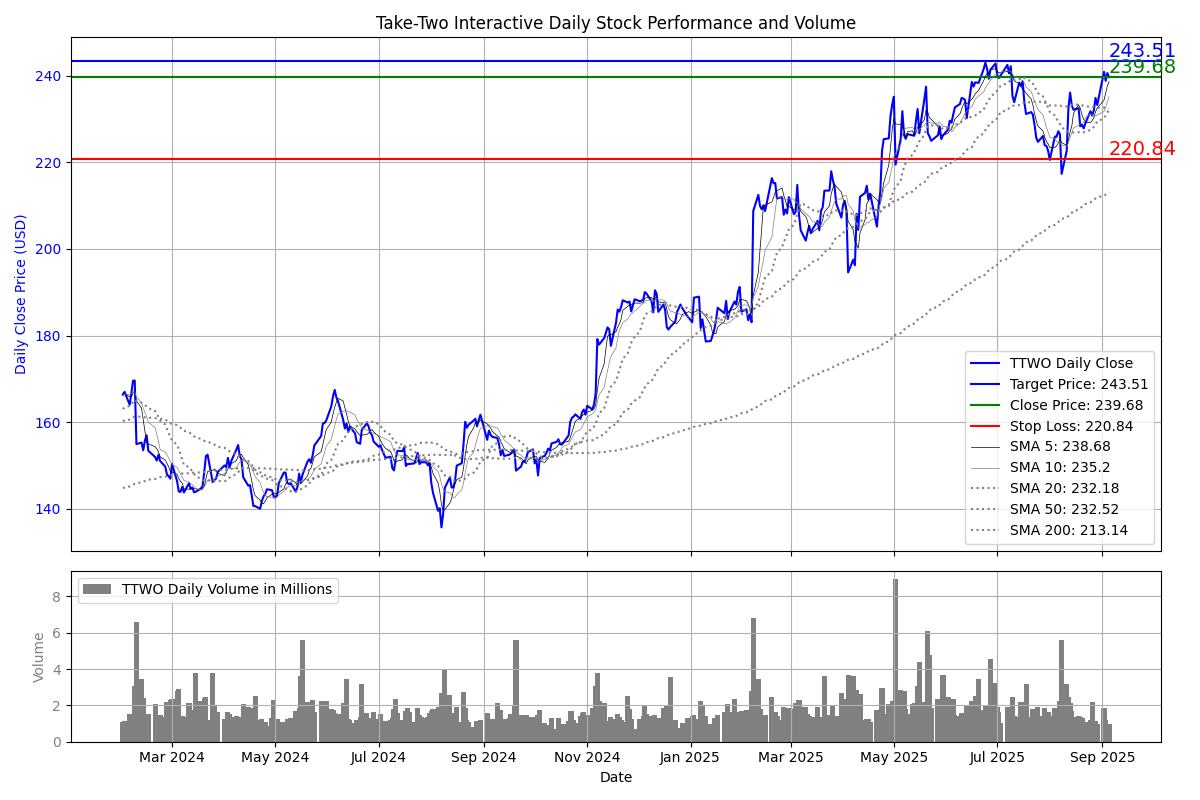 Take-Two Interactive Daily Stock Performance and Volume
243.51
239.68
220.84
Daily Close Price (USD)
240
220
200
180
160
140
TTWO Daily Close
Target Price: 243.51
Close Price: 239.68
Stop Loss: 220.84
SMA 5: 238.68
SMA 10: 235.2
SMA 20: 232.18
SMA 50: 232.52
SMA 200: 213.14
TTWO Daily Volume in Millions
Volume
8
6
4
2
0
Mar 2024 May 2024 Jul 2024 Sep 2024 Nov 2024 Jan 2025 Mar 2025 May 2025 Jul 2025 Sep 2025
Date